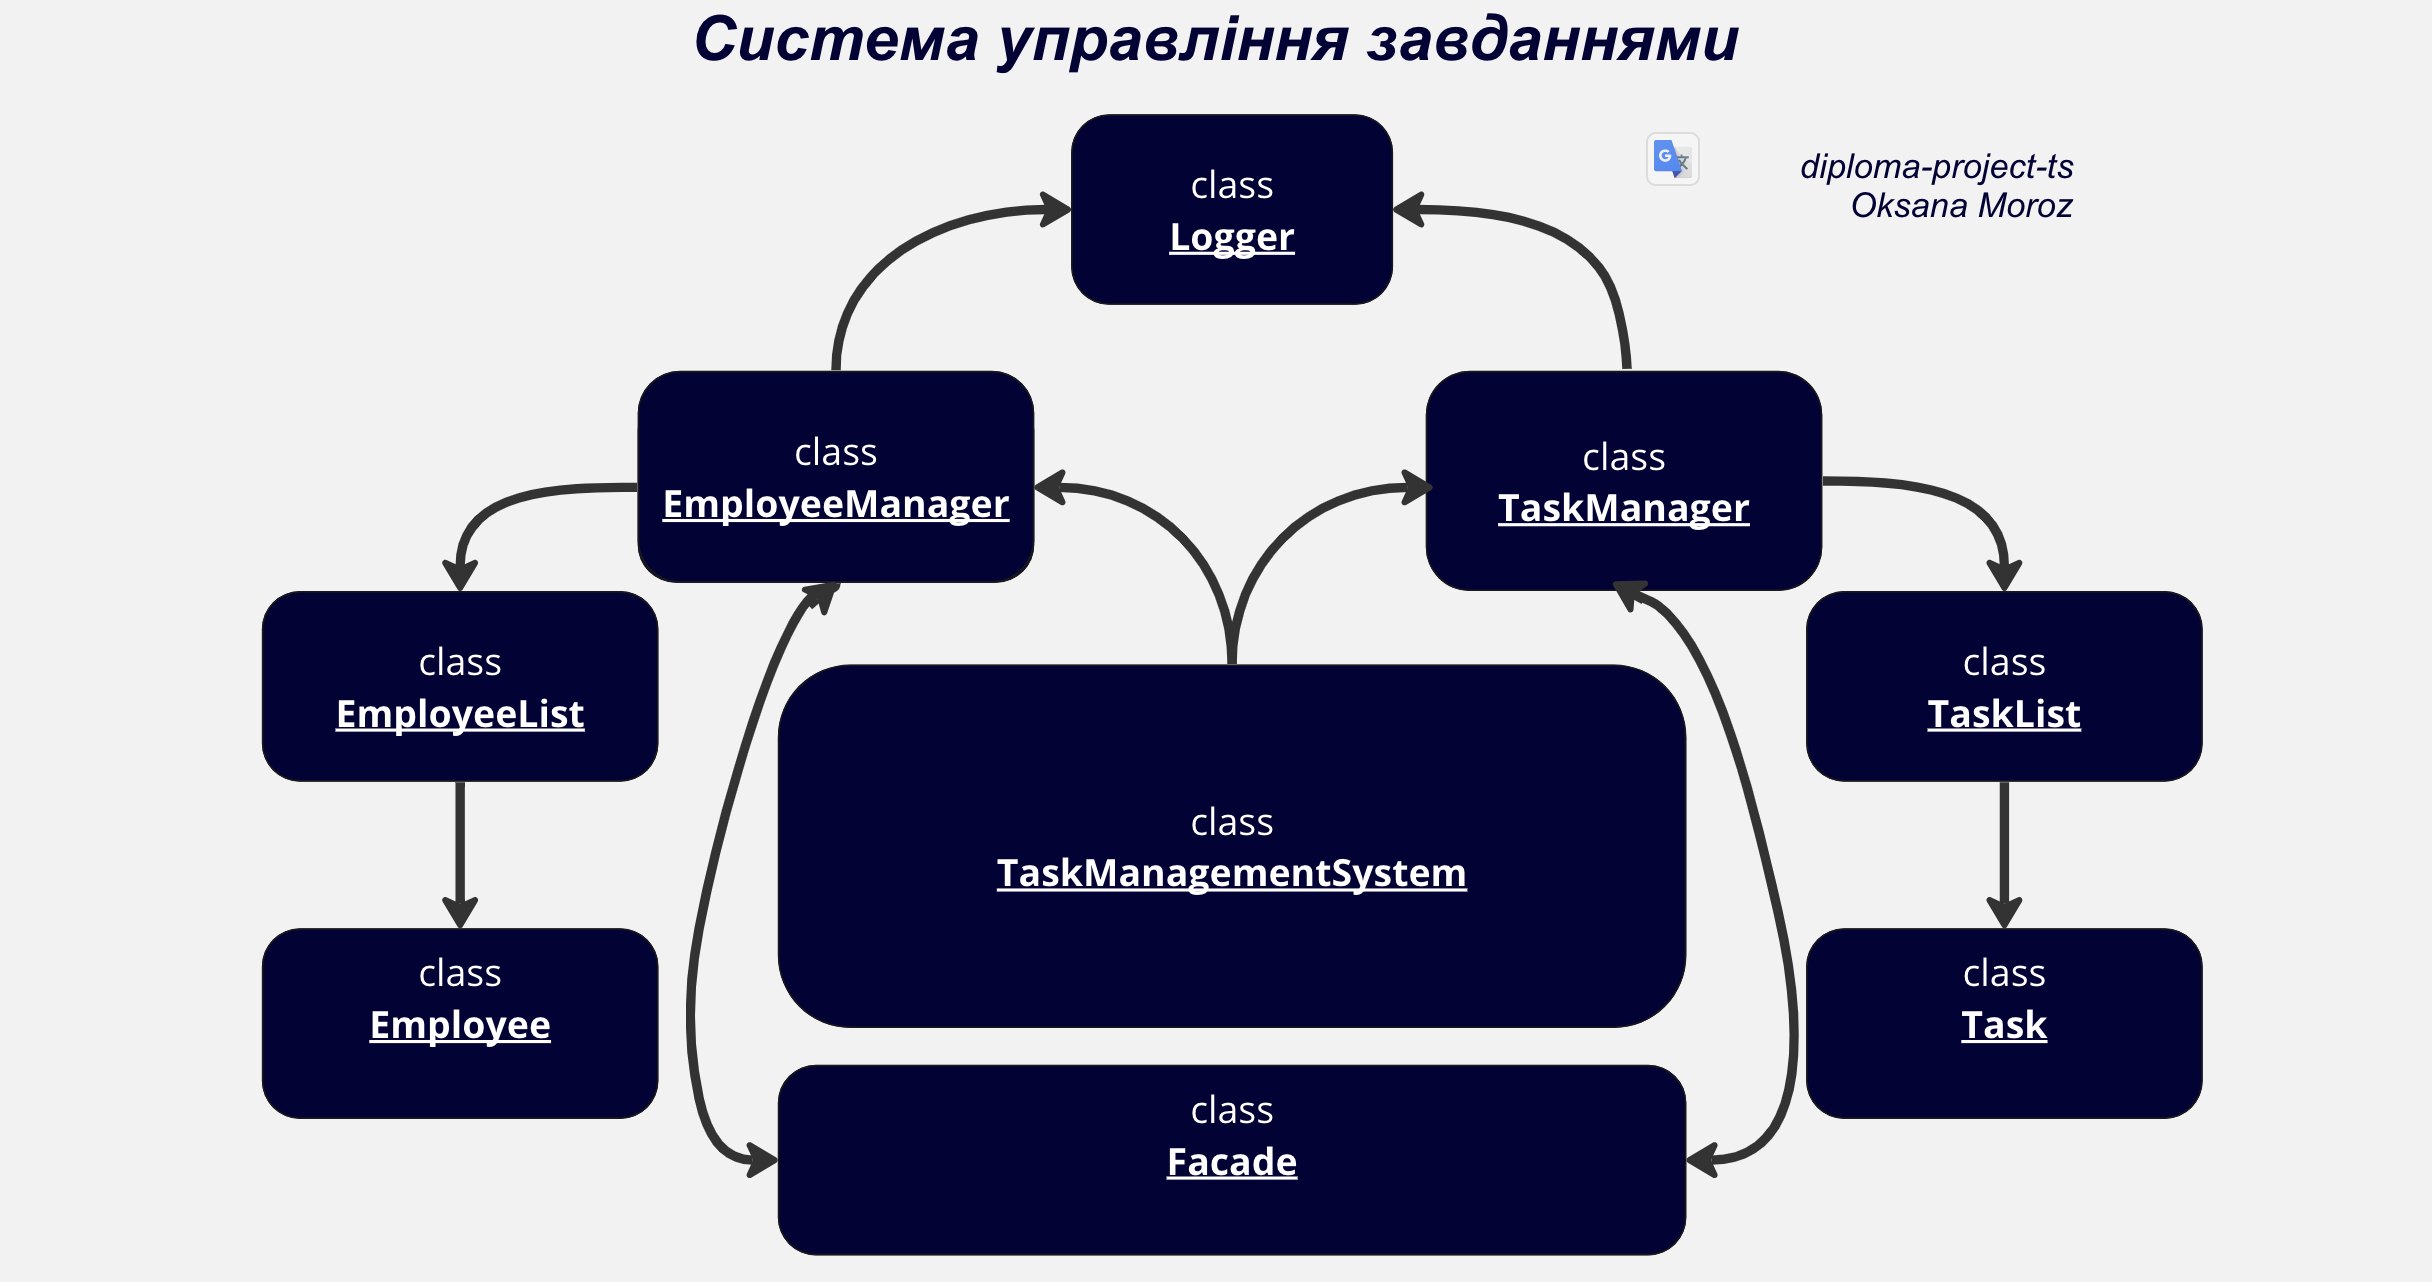 Система управління завданнями
diploma-project-ts
Oksana Moroz
class
Logger
class
EmployeeManager
class
TaskManager
class
EmployeeList
class
TaskList
class
TaskManagementSystem
class
Employee
class
Task
class
Facade